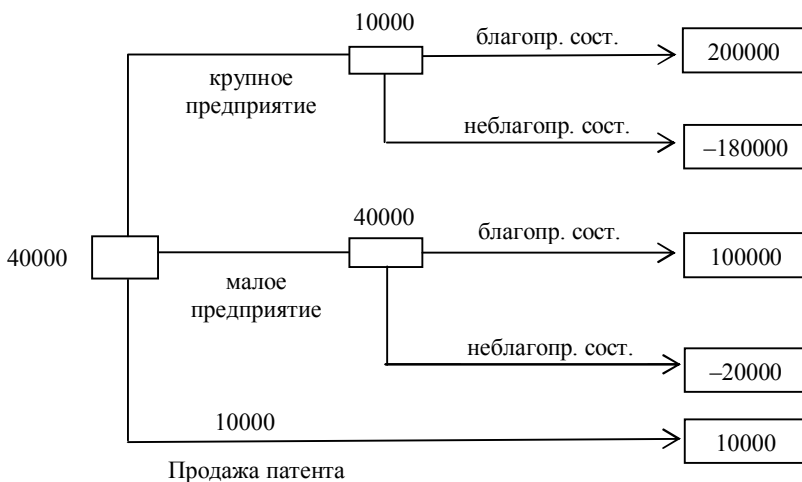 10000
благопр. сост.
200000
крупное
предприятие
неблагопр. сост.
–180000
40000
40000
благопр. сост.
100000
малое
предприятие
неблагопр. сост.
–20000
10000
10000
Продажа патента